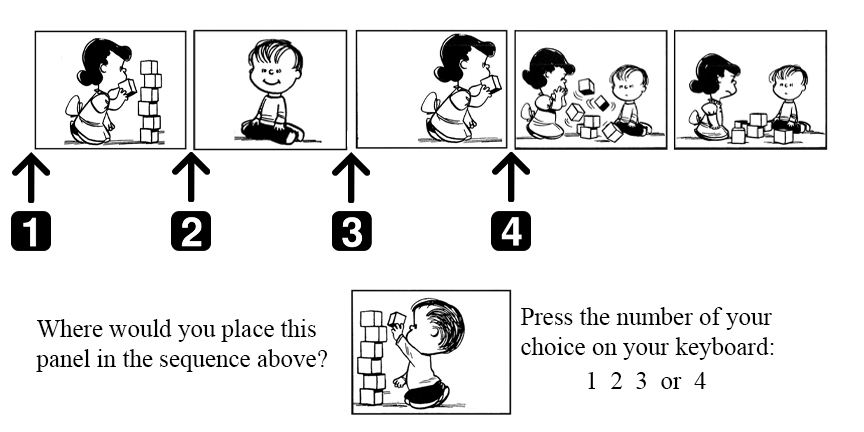 1 2 3 4
Where would you place this
panel in the sequence above?
Press the number of your
choice on your keyboard:
1 2 3 or 4